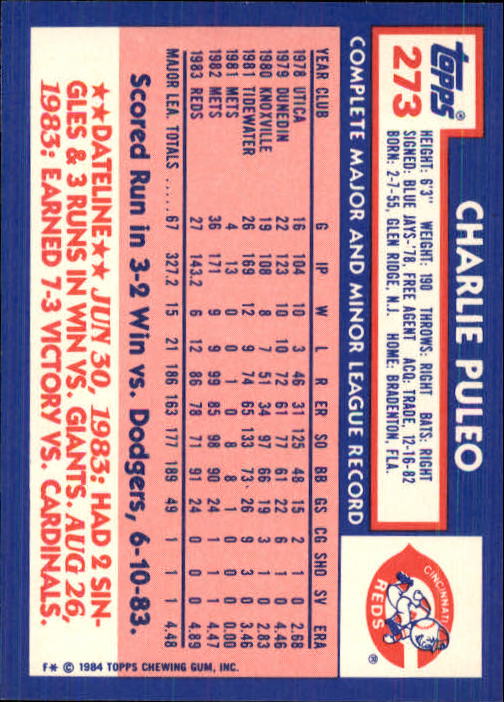 topps®
273
CHARLIE PULEO
HEIGHT: 6'3" WEIGHT: 190 THROWS: RIGHT BATS: RIGHT
SIGNED: BLUE JAYS-'78, FREE AGENT ACQ: TRADE, 12-16-82
BORN: 2-7-55, GLEN RIDGE, N.J. HOME: BRADENTON, FLA.
CINCINNATI
REDS
®
COMPLETE MAJOR AND MINOR LEAGUE RECORD
YEAR CLUB G IP W L R ER SO BB GS CG SHO SV ERA
1978 UTICA 16 104 10 3 46 31 125 48 15 2 1 0 2.68
1979 DUNEDIN 22 123 10 10 72 61 77 61 22 6 0 0 4.46
1980 KNOXVILLE 19 108 8 7 51 34 97 66 19 3 1 0 2.83
1981 TIDEWATER 26 169 12 9 74 65 133 73 26 9 3 0 3.46
1981 METS 4 13 0 0 1 0 8 8 1 0 0 0 0.00
1982 METS 36 171 9 9 99 85 98 90 24 1 1 1 4.47
1983 REDS 27 143.2 6 12 86 78 71 91 24 0 0 0 4.89
MAJOR LEA. TOTALS ..... 67 327.2 15 21 186 163 177 189 49 1 1 1 4.48
Scored Run in 3-2 Win vs. Dodgers, 6-10-83.
★★DATELINE★★ JUN 30, 1983: HAD 2 SIN-
GLES & 3 RUNS IN WIN VS. GIANTS. AUG 26,
1983: EARNED 7-3 VICTORY VS. CARDINALS.
F* © 1984 TOPPS CHEWING GUM, INC.